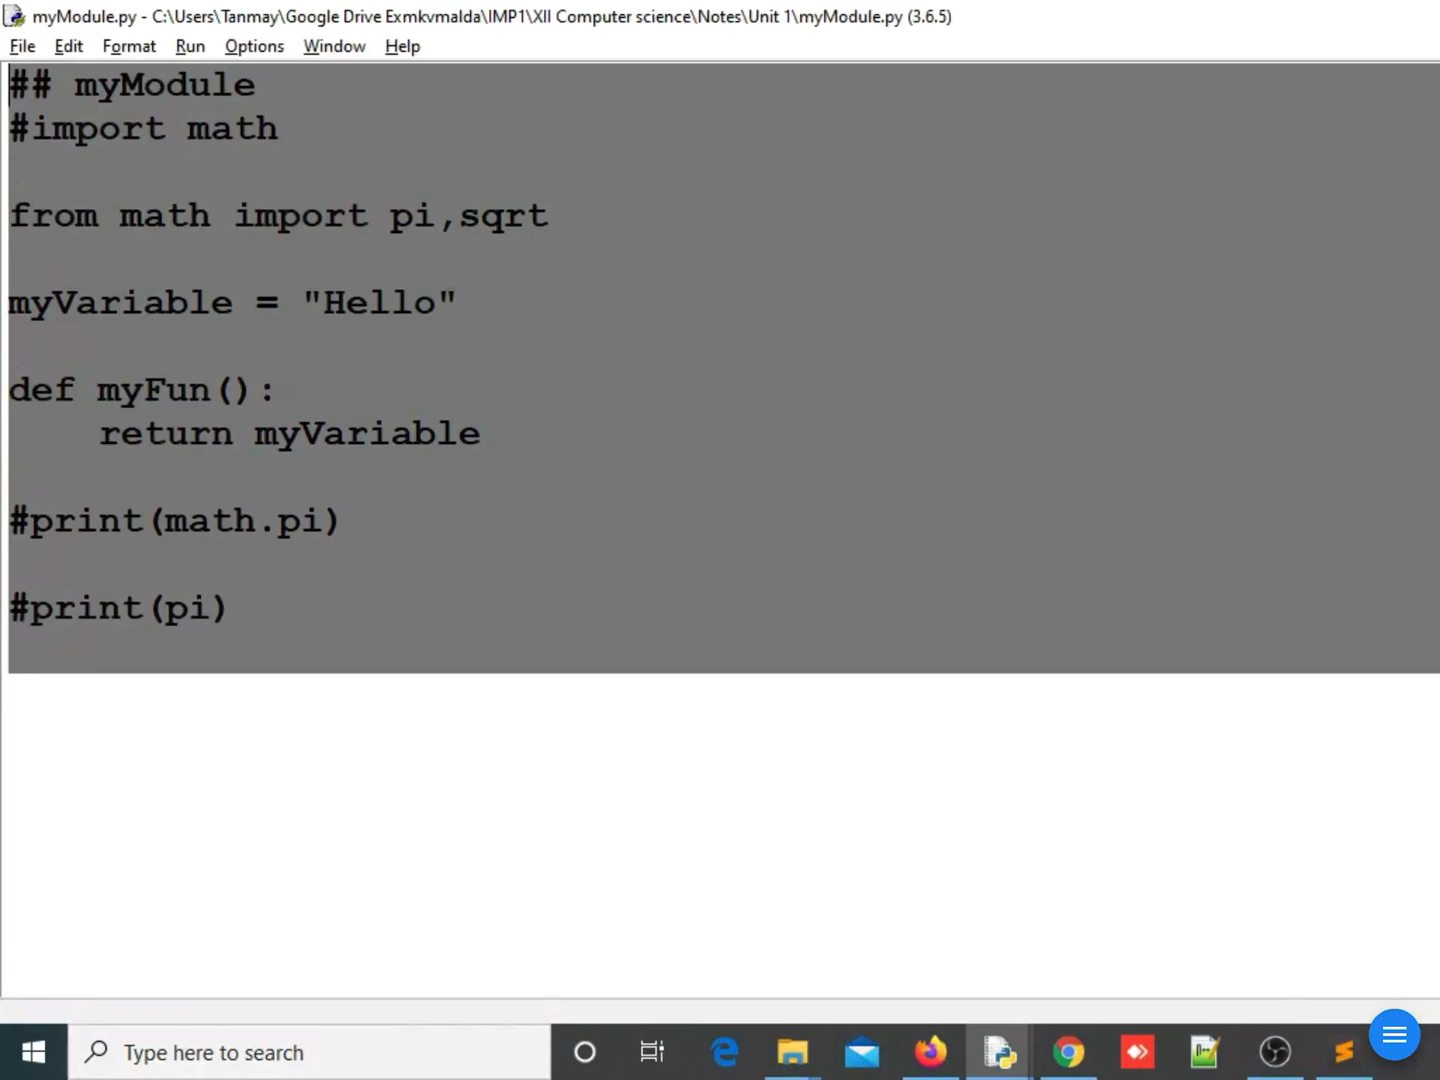 myModule.py - C:\Users\Tanmay\Google Drive Exmkvmalda\IMP1\XII Computer science\Notes\Unit 1\myModule.py (3.6.5)
File Edit Format Run Options Window Help
## myModule
#import math
from math import pi,sqrt
myVariable = "Hello"
def myFun():
    return myVariable
#print(math.pi)
#print(pi)
Type here to search